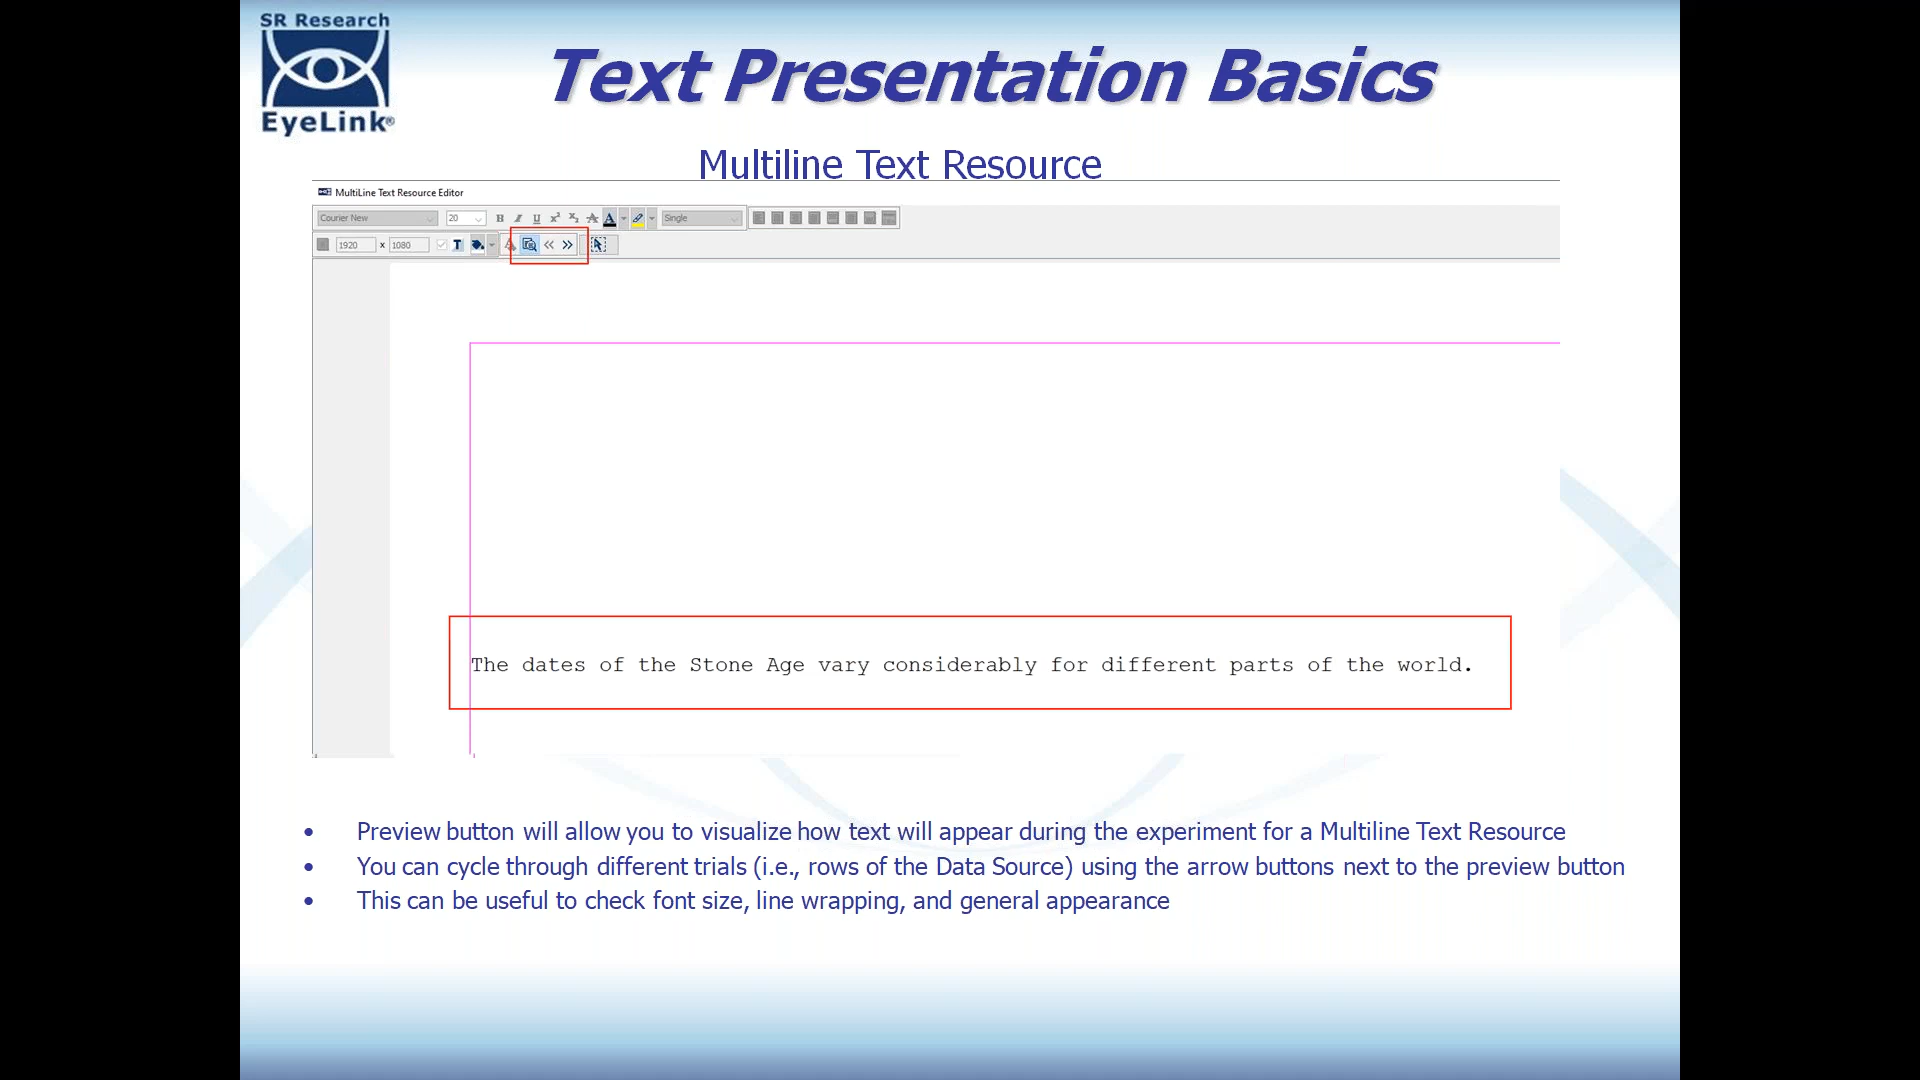 SR Research
EyeLink®
Text Presentation Basics
Multiline Text Resource
MultiLine Text Resource Editor
Courier New 20 B I U x² x₂ A A Single
1920 x 1080 T
The dates of the Stone Age vary considerably for different parts of the world.
• Preview button will allow you to visualize how text will appear during the experiment for a Multiline Text Resource
• You can cycle through different trials (i.e., rows of the Data Source) using the arrow buttons next to the preview button
• This can be useful to check font size, line wrapping, and general appearance